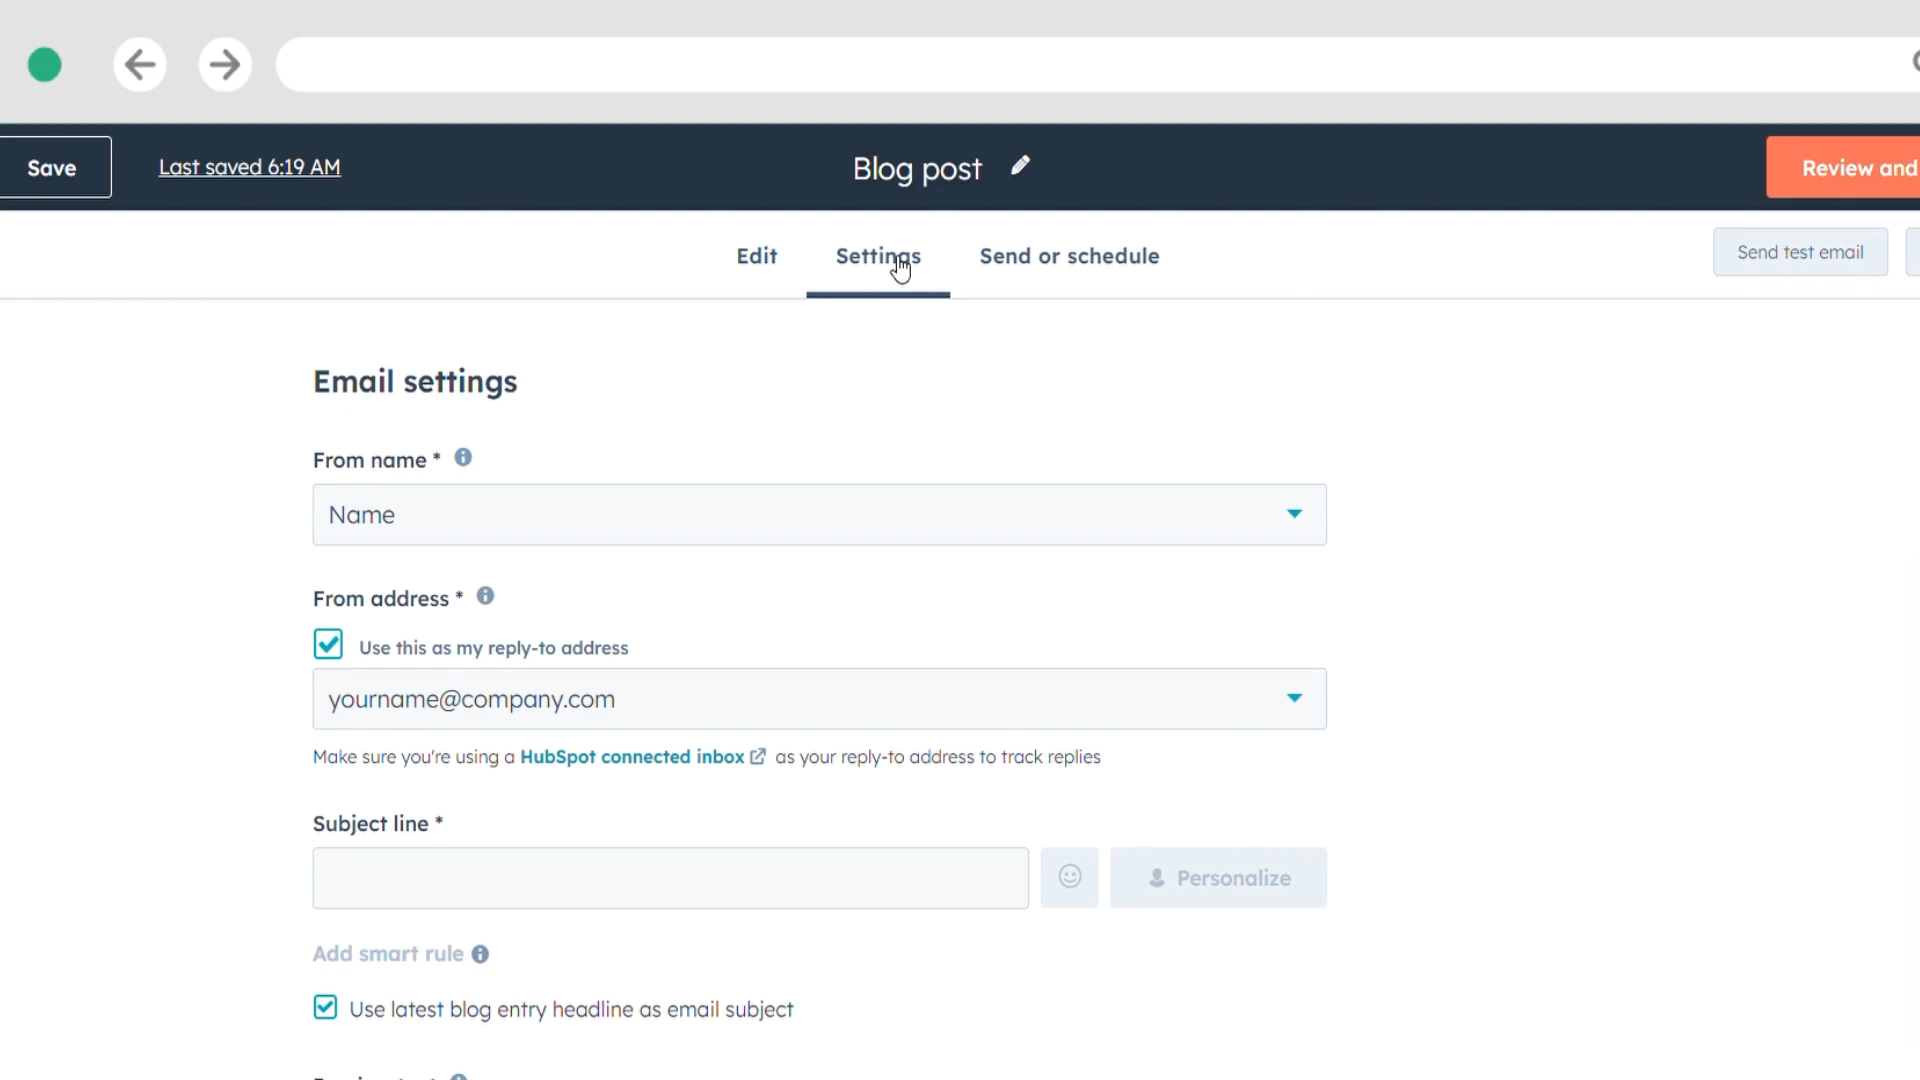 Save
Last saved 6:19 AM
Blog post
Review and
Edit
Settings
Send or schedule
Send test email
Email settings
From name *
Name
From address *
Use this as my reply-to address
yourname@company.com
Make sure you're using a HubSpot connected inbox as your reply-to address to track replies
Subject line *
Personalize
Add smart rule
Use latest blog entry headline as email subject